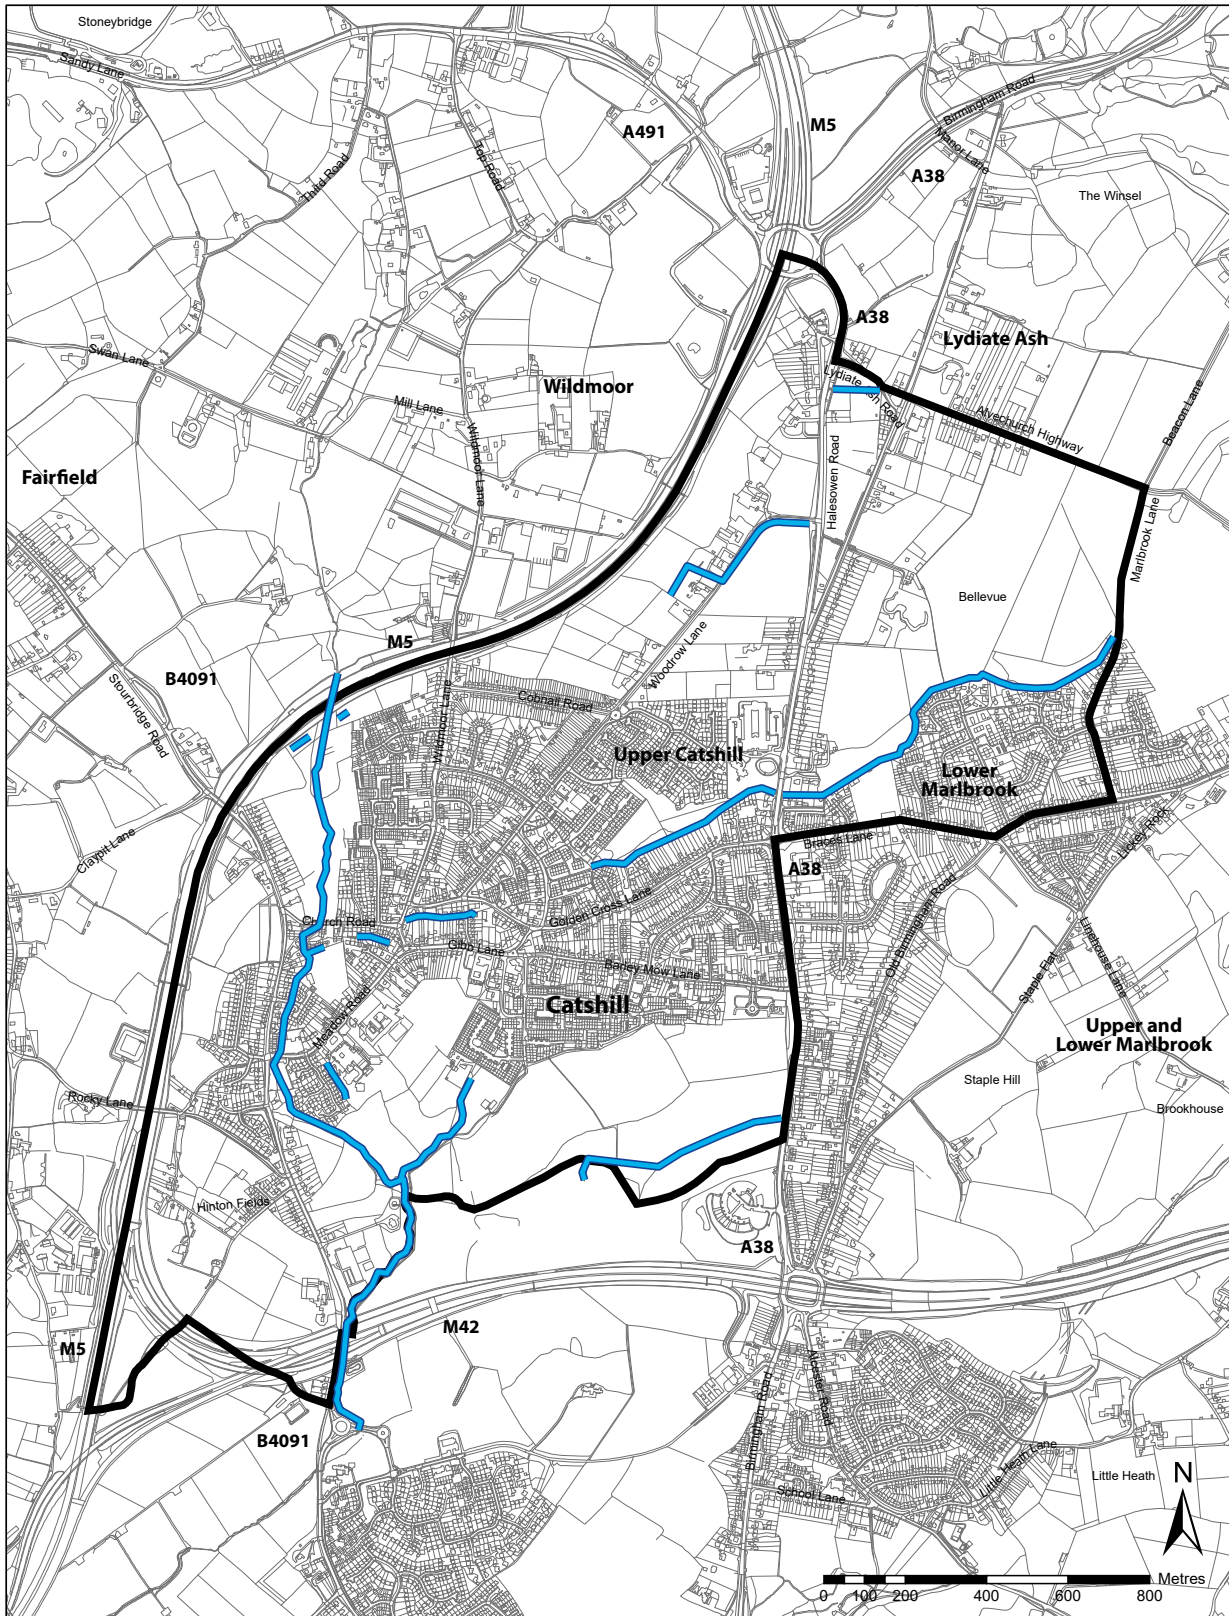 Stoneybridge
Sandy Lane
A491
M5
Birmingham Road
Manor Lane
A38
Third Road
Top Road
The Winsel
A38
Lydiate Ash
Swan Lane
Wildmoor
Lydiate Ash Road
Mill Lane
Alvechurch Highway
Beacon Lane
Wildmoor Lane
Halesowen Road
Fairfield
Marlbrook Lane
Bellevue
M5
Woodrow Lane
B4091
Stourbridge Road
Cobnall Road
Wildmoor Lane
Upper Catshill
Lower
Marlbrook
Claypit Lane
Braces Lane
Lickey Rock
A38
Golden Cross Lane
Church Road
Gibb Lane
Barley Mow Lane
Old Birmingham Road
Linehouse Lane
Staple Flat
Catshill
Meadow Road
Upper and
Lower Marlbrook
Staple Hill
Rocky Lane
Brookhouse
Hinton Fields
A38
M42
M5
Alcester Road
Birmingham Road
B4091
Little Heath Lane
Little Heath
N
School Lane
Metres
0 100 200 400 600 800